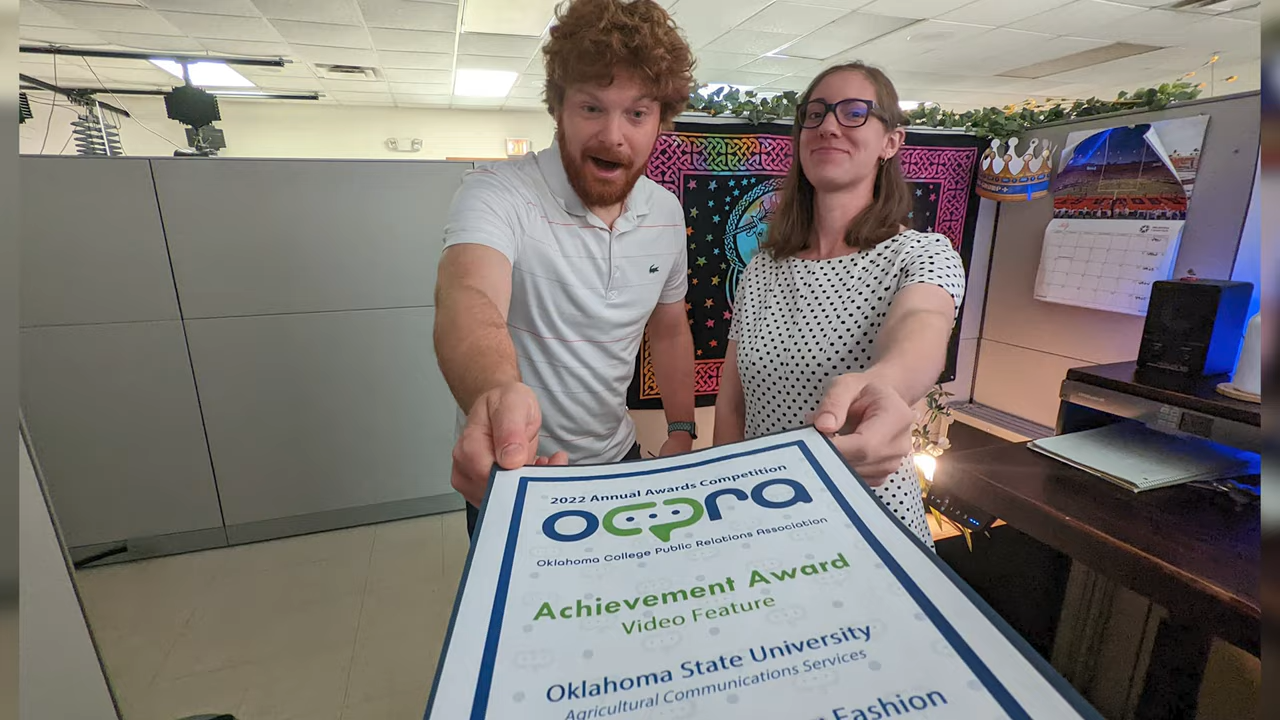 2022 Annual Awards Competition
ocpra
Oklahoma College Public Relations Association
Achievement Award
Video Feature
Oklahoma State University
Agricultural Communications Services
Fashion